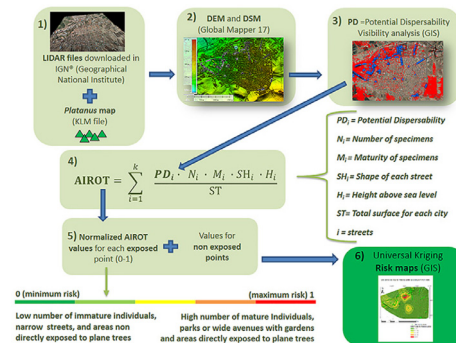 1)
LIDAR files downloaded in
IGN® (Geographical
National Institute)
Platanus map
(KLM file)
2)
DEM and DSM
(Global Mapper 17)
3)
PD =Potential Dispersability
Visibility analysis (GIS)
4)
AIROT = k ∑ i=1 PDi · Ni · Mi · SHi · Hi / ST
PDi = Potential Dispersability
Ni = Number of specimens
Mi = Maturity of specimens
SHi = Shape of each street
Hi = Height above sea level
ST= Total surface for each city
i = streets
5)
Normalized AIROT
values for each exposed
point (0-1)
Values for
non exposed
points
6)
Universal Kriging
Risk maps (GIS)
0 (minimum risk)
(maximum risk) 1
Low number of immature individuals,
narrow streets, and areas non
directly exposed to plane trees
High number of mature Individuals,
parks or wide avenues with gardens
and areas directly exposed to plane trees